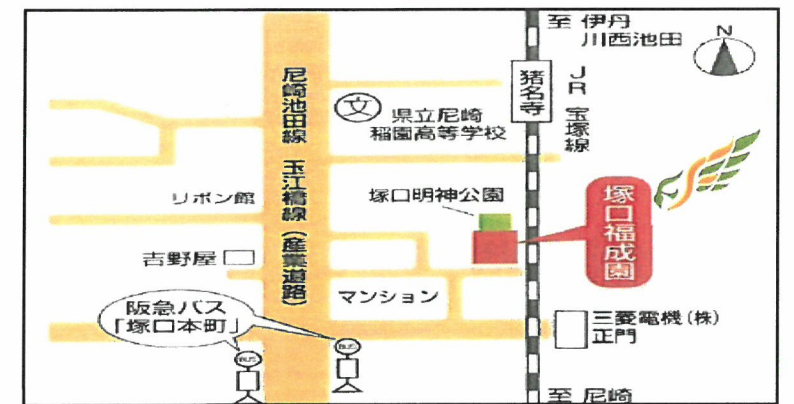 至 伊丹
川西池田
N
猪名寺
JR 宝塚線
尼崎池田線 玉江橋線（産業道路）
文
県立尼崎
稲園高等学校
リボン館
塚口明神公園
塚口福成園
吉野屋
マンション
阪急バス
「塚口本町」
三菱電機(株)
正門
至 尼崎